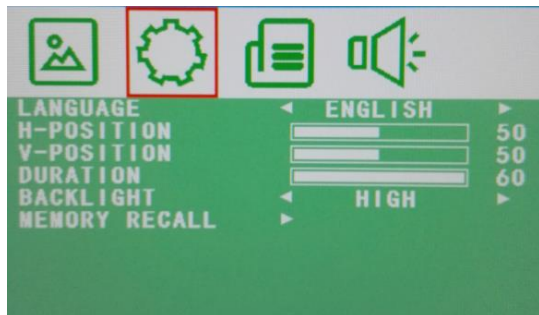 LANGUAGE ◄ ENGLISH ►
H-POSITION 50
V-POSITION 50
DURATION 60
BACKLIGHT ◄ HIGH ►
MEMORY RECALL ►